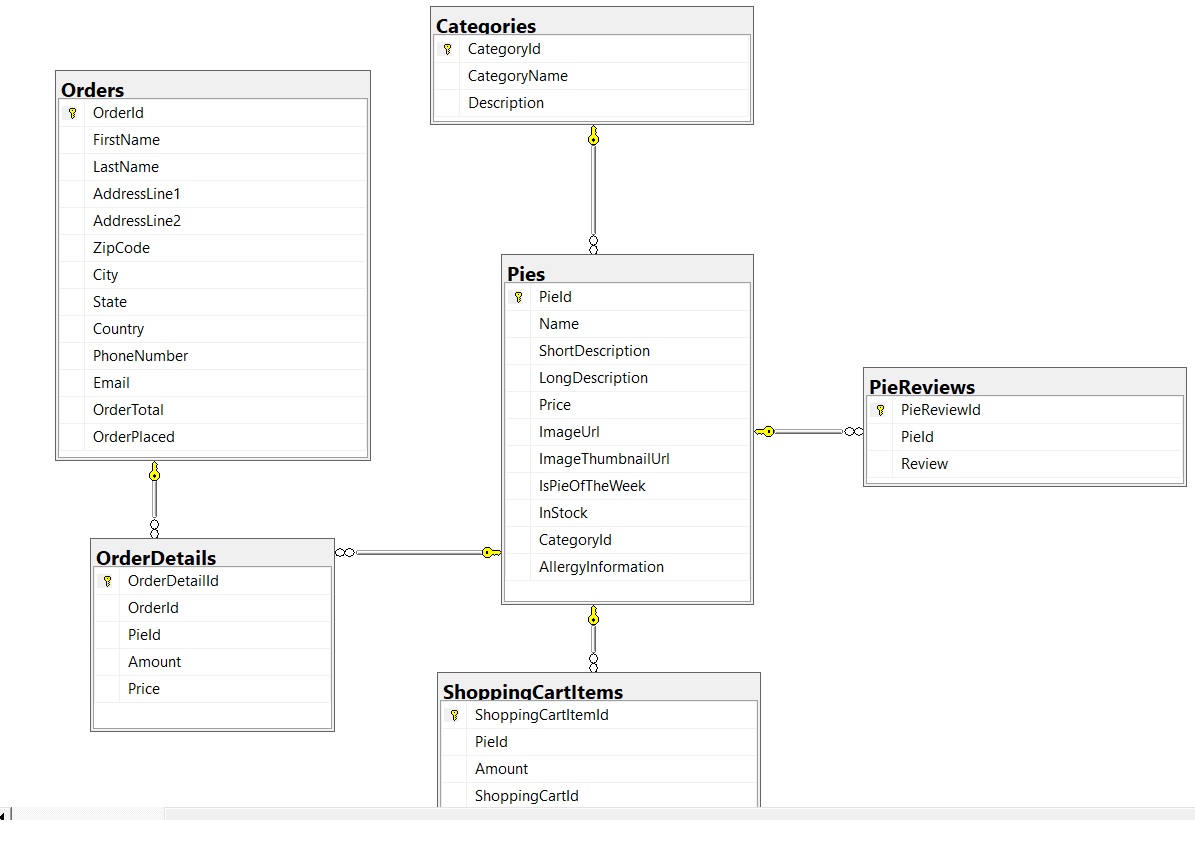 Categories
CategoryId
CategoryName
Description
Orders
OrderId
FirstName
LastName
AddressLine1
AddressLine2
ZipCode
City
State
Country
PhoneNumber
Email
OrderTotal
OrderPlaced
Pies
PieId
Name
ShortDescription
LongDescription
Price
ImageUrl
ImageThumbnailUrl
IsPieOfTheWeek
InStock
CategoryId
AllergyInformation
PieReviews
PieReviewId
PieId
Review
OrderDetails
OrderDetailId
OrderId
PieId
Amount
Price
ShoppingCartItems
ShoppingCartItemId
PieId
Amount
ShoppingCartId